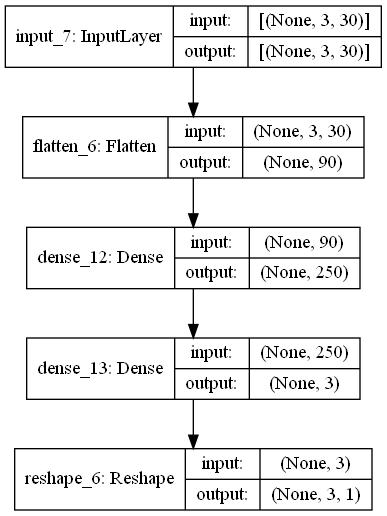 input_7: InputLayer
input:
[(None, 3, 30)]
output:
[(None, 3, 30)]
flatten_6: Flatten
input:
(None, 3, 30)
output:
(None, 90)
dense_12: Dense
input:
(None, 90)
output:
(None, 250)
dense_13: Dense
input:
(None, 250)
output:
(None, 3)
reshape_6: Reshape
input:
(None, 3)
output:
(None, 3, 1)